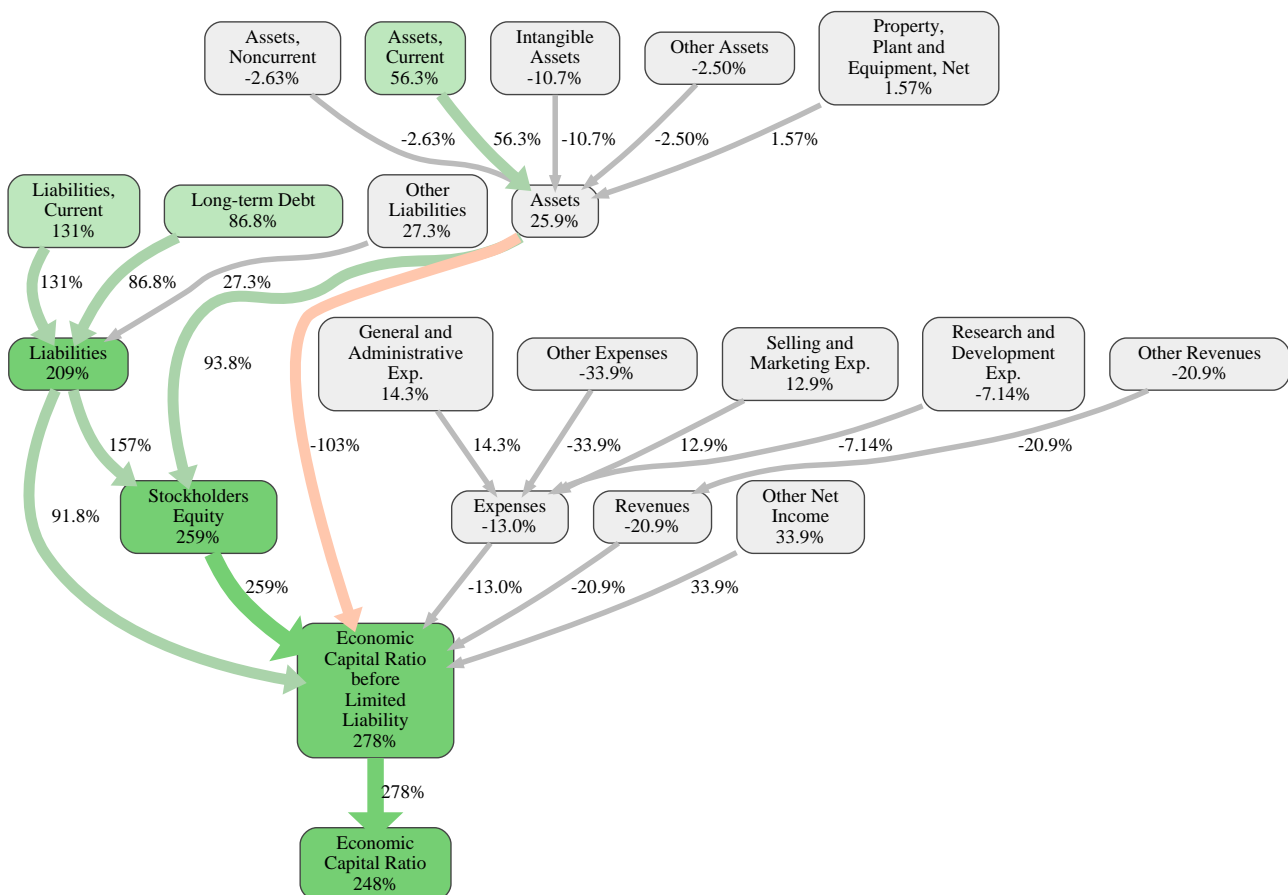 Assets,
Noncurrent
-2.63%
Assets,
Current
56.3%
Intangible
Assets
-10.7%
Other Assets
-2.50%
Property,
Plant and
Equipment, Net
1.57%
-2.63%
56.3%
-10.7%
-2.50%
1.57%
Liabilities,
Current
131%
Long-term Debt
86.8%
Other
Liabilities
27.3%
Assets
25.9%
131%
86.8%
27.3%
Liabilities
209%
93.8%
General and
Administrative
Exp.
14.3%
Other Expenses
-33.9%
Selling and
Marketing Exp.
12.9%
Research and
Development
Exp.
-7.14%
Other Revenues
-20.9%
157%
-103%
14.3%
-33.9%
12.9%
-7.14%
-20.9%
91.8%
Stockholders
Equity
259%
Expenses
-13.0%
Revenues
-20.9%
Other Net
Income
33.9%
259%
-13.0%
-20.9%
33.9%
Economic
Capital Ratio
before
Limited
Liability
278%
278%
Economic
Capital Ratio
248%